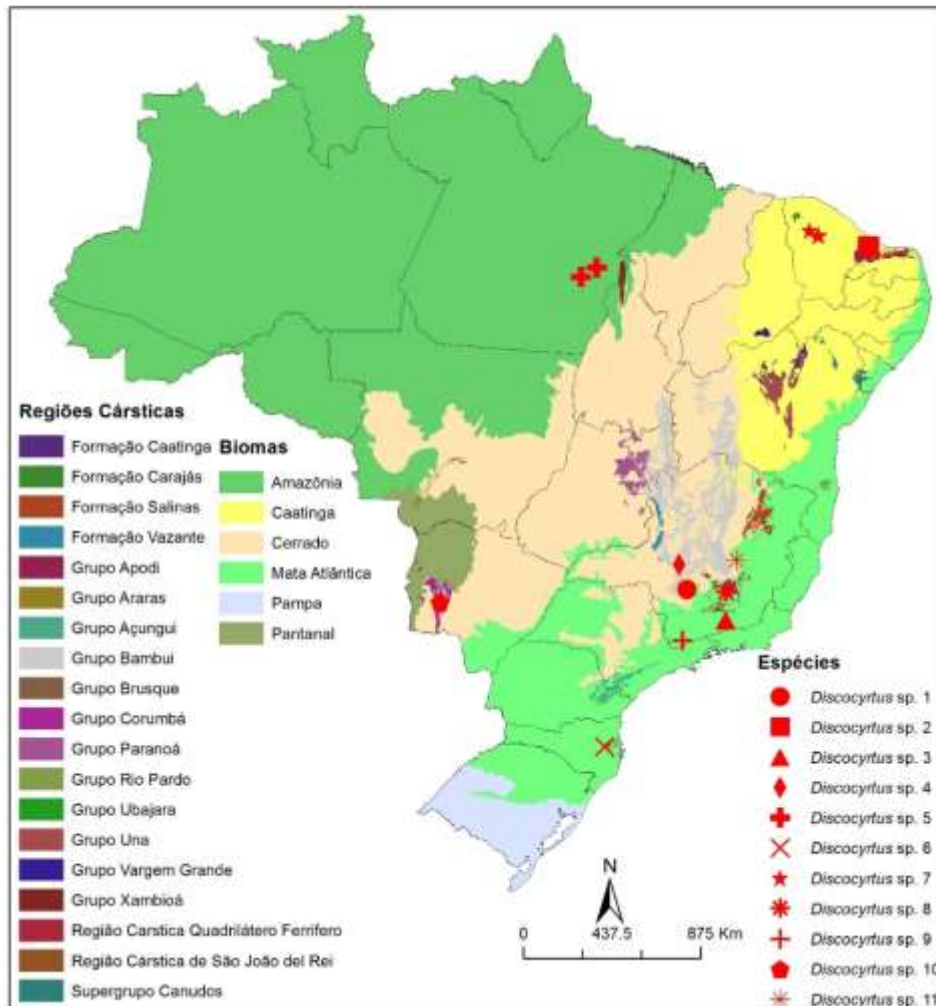 Regiões Cársticas
Formação Caatinga
Formação Carajás
Formação Salinas
Formação Vazante
Grupo Apodi
Grupo Araras
Grupo Açungui
Grupo Bambui
Grupo Brusque
Grupo Corumbá
Grupo Paranoá
Grupo Rio Pardo
Grupo Ubajara
Grupo Una
Grupo Vargem Grande
Grupo Xambioá
Região Carstica Quadrilátero Ferrifero
Região Cárstica de São João del Rei
Supergrupo Canudos
Biomas
Amazônia
Caatinga
Cerrado
Mata Atlântica
Pampa
Pantanal
N
0 437,5 875 Km
Espécies
Discocyrtus sp. 1
Discocyrtus sp. 2
Discocyrtus sp. 3
Discocyrtus sp. 4
Discocyrtus sp. 5
Discocyrtus sp. 6
Discocyrtus sp. 7
Discocyrtus sp. 8
Discocyrtus sp. 9
Discocyrtus sp. 10
Discocyrtus sp. 11